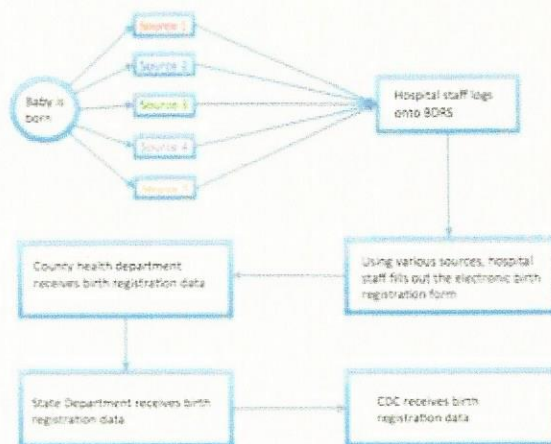 Source 1
Source 2
Baby is
born
Source 3
Source 4
Source 5
Hospital staff logs
onto BDRS
County health department
receives birth registration data
Using various sources, hospital
staff fills out the electronic birth
registration form
State Department receives birth
registration data
CDC receives birth
registration data